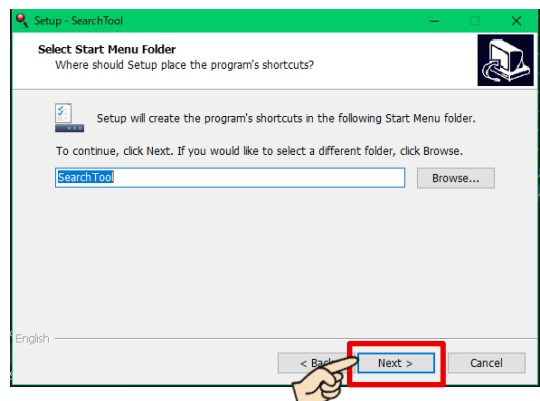 Setup - SearchTool
Select Start Menu Folder
Where should Setup place the program's shortcuts?
Setup will create the program's shortcuts in the following Start Menu folder.
To continue, click Next. If you would like to select a different folder, click Browse.
SearchTool
Browse...
English
Next >
Cancel